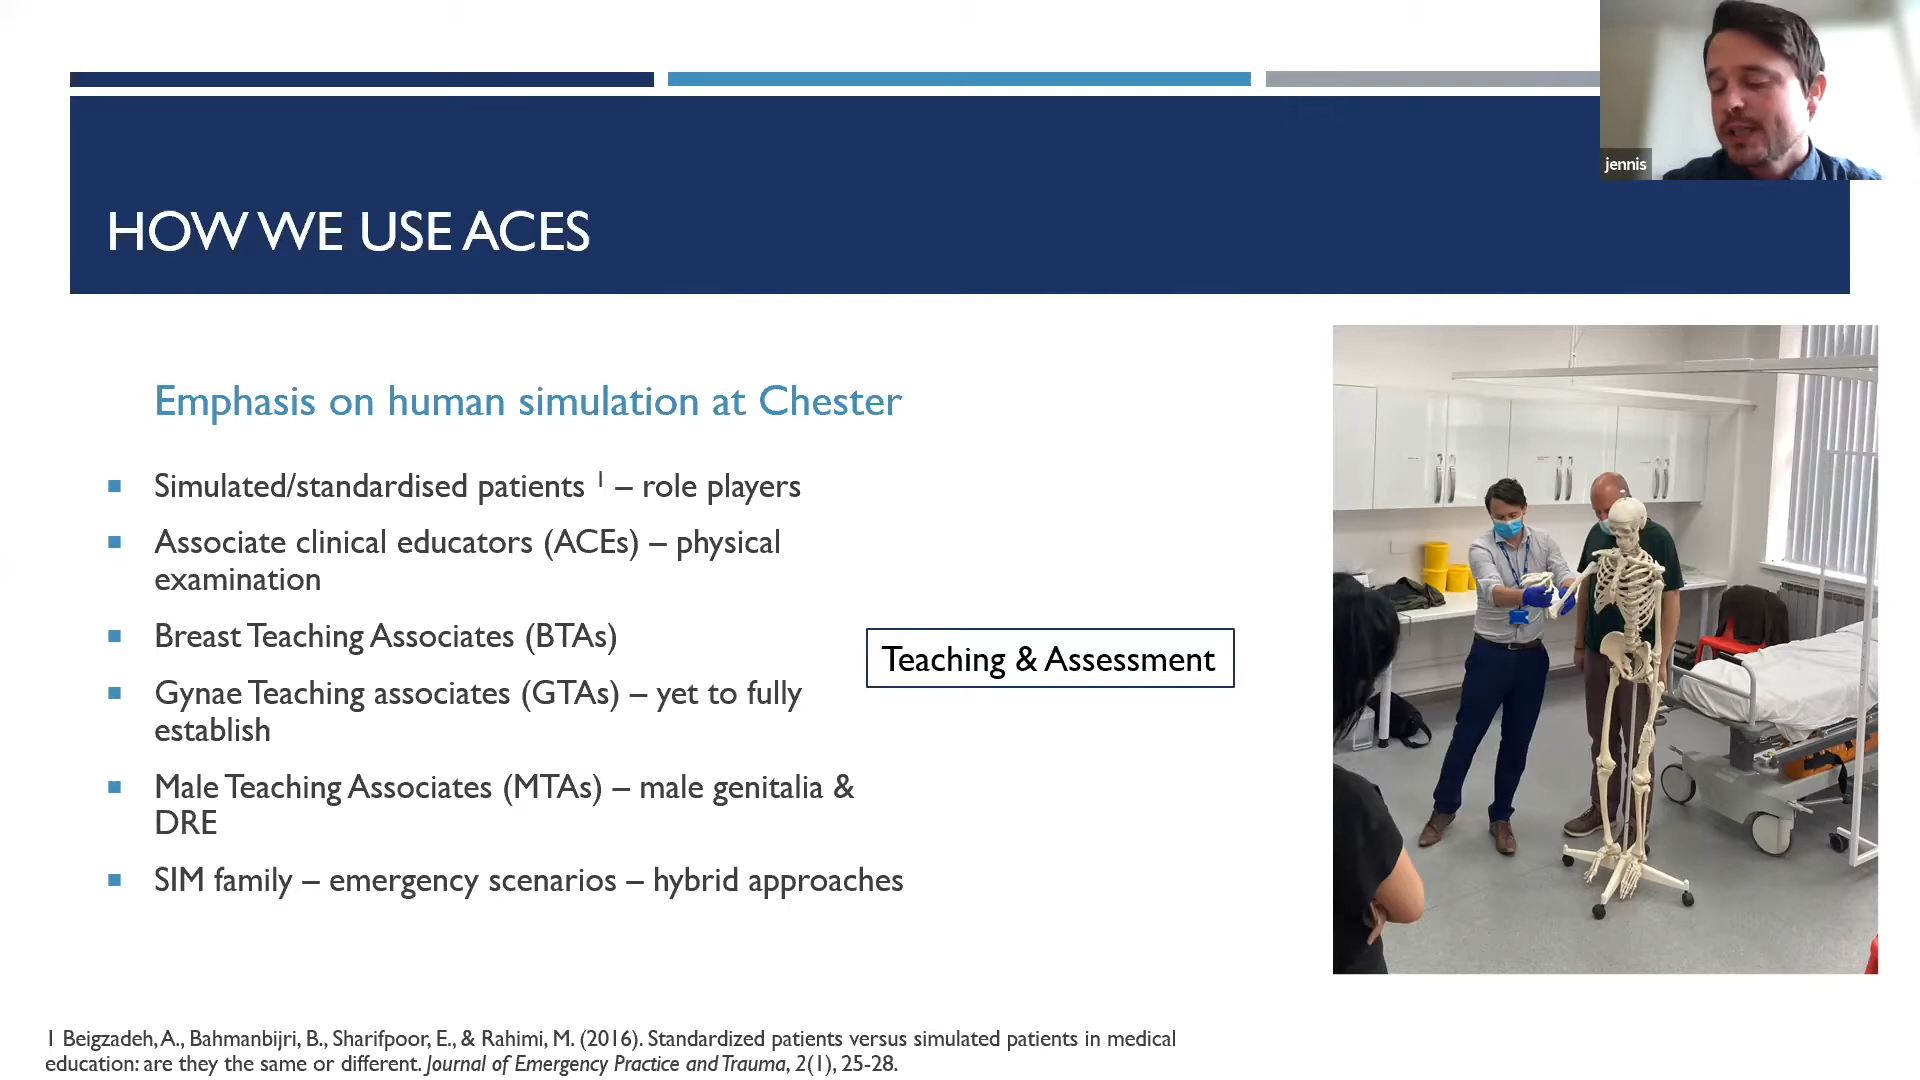 jennis
HOW WE USE ACES
Emphasis on human simulation at Chester
Simulated/standardised patients 1 – role players
Associate clinical educators (ACEs) – physical
examination
Breast Teaching Associates (BTAs)
Gynae Teaching associates (GTAs) – yet to fully
establish
Male Teaching Associates (MTAs) – male genitalia &
DRE
SIM family – emergency scenarios – hybrid approaches
Teaching & Assessment
1 Beigzadeh, A., Bahmanbijri, B., Sharifpoor, E., & Rahimi, M. (2016). Standardized patients versus simulated patients in medical
education: are they the same or different. Journal of Emergency Practice and Trauma, 2(1), 25-28.